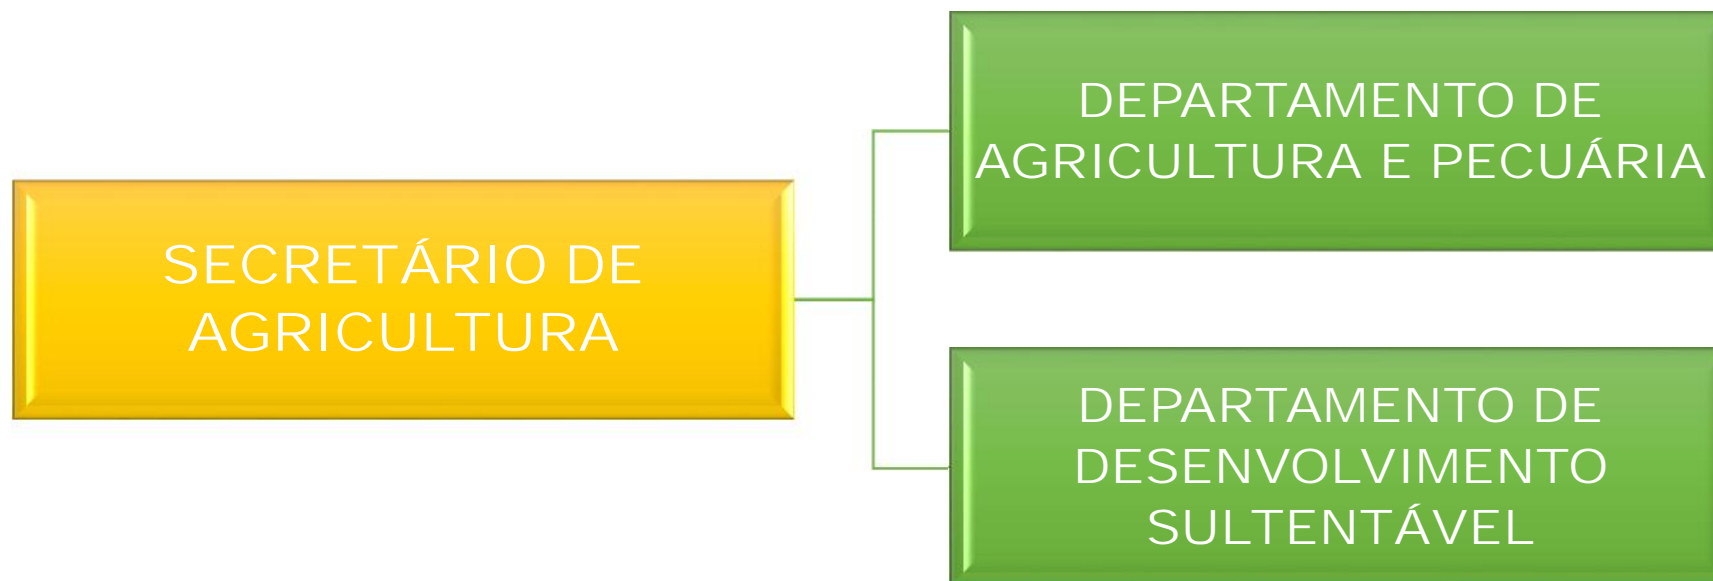 SECRETÁRIO DE
AGRICULTURA
DEPARTAMENTO DE
AGRICULTURA E PECUÁRIA
DEPARTAMENTO DE
DESENVOLVIMENTO
SULTENTÁVEL